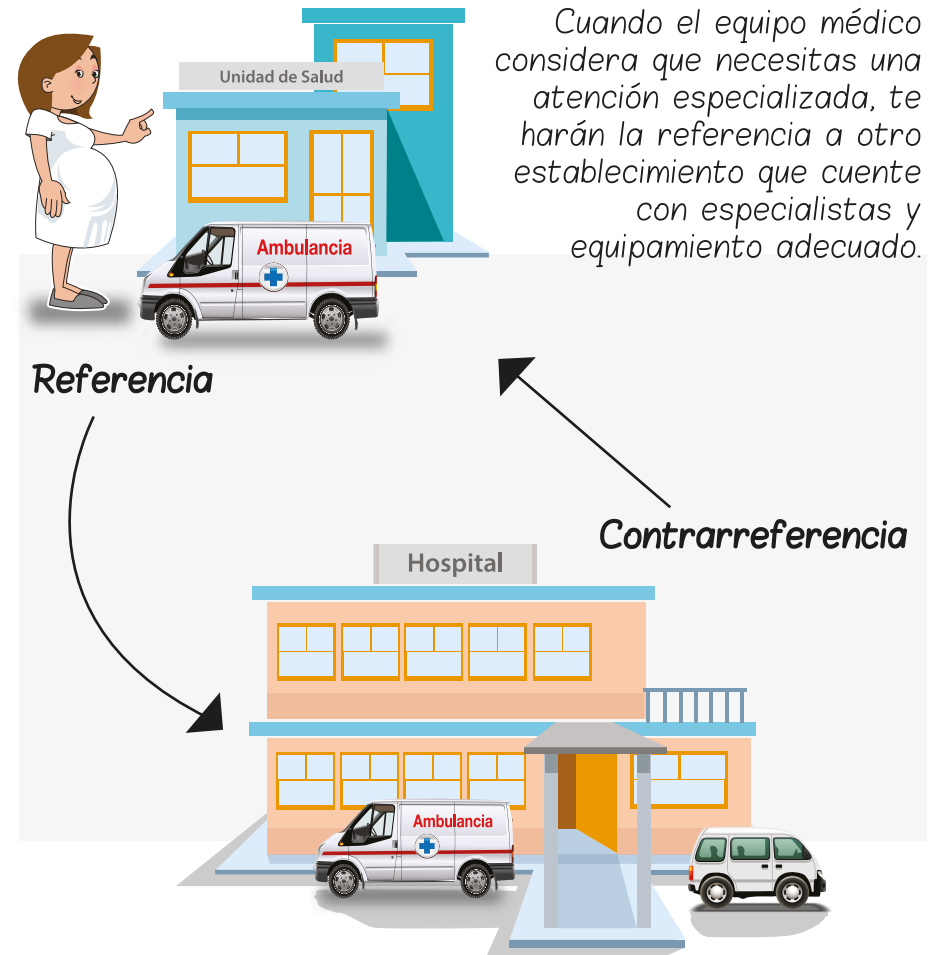 Cuando el equipo médico
considera que necesitas una
atención especializada, te
harán la referencia a otro
establecimiento que cuente
con especialistas y
equipamiento adecuado.
Unidad de Salud
Ambulancia
Referencia
Contrarreferencia
Hospital
Ambulancia